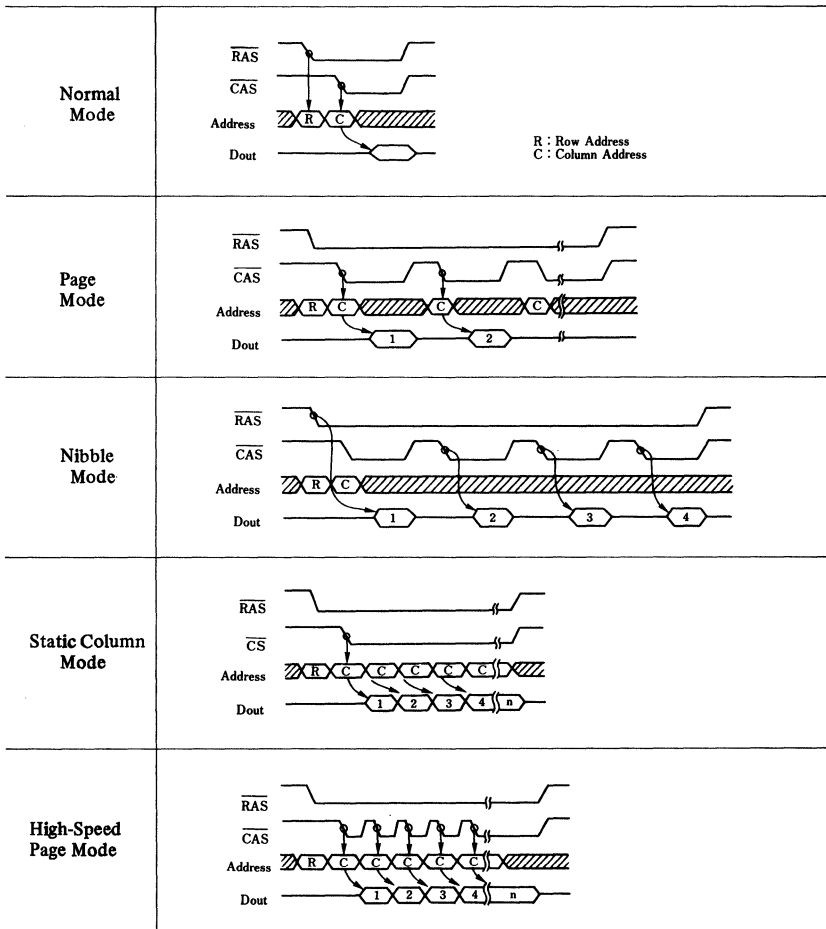 Normal
Mode
RAS
CAS
Address R C
Dout
R : Row Address
C : Column Address
Page
Mode
RAS
CAS
Address R C C C
Dout 1 2
Nibble
Mode
RAS
CAS
Address R C
Dout 1 2 3 4
Static Column
Mode
RAS
CS
Address R C C C C C
Dout 1 2 3 4 n
High-Speed
Page Mode
RAS
CAS
Address R C C C C C
Dout 1 2 3 4 n